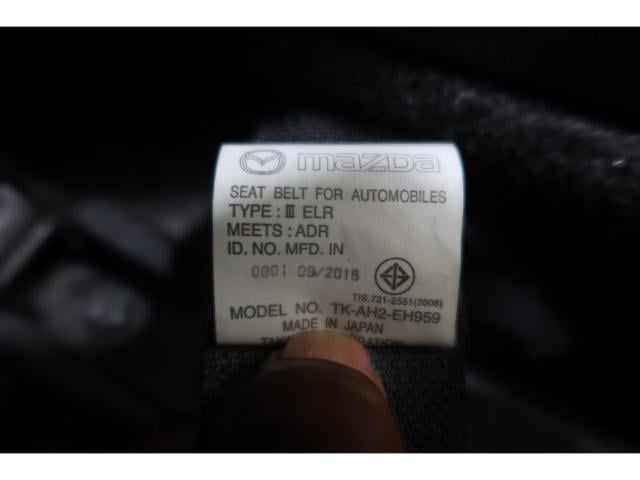 mazda
SEAT BELT FOR AUTOMOBILES
TYPE : III ELR
MEETS : ADR
ID. NO. MFD. IN
0801 09/2016
TIS.721-2551(2008)
MODEL NO. TK-AH2-EH959
MADE IN JAPAN